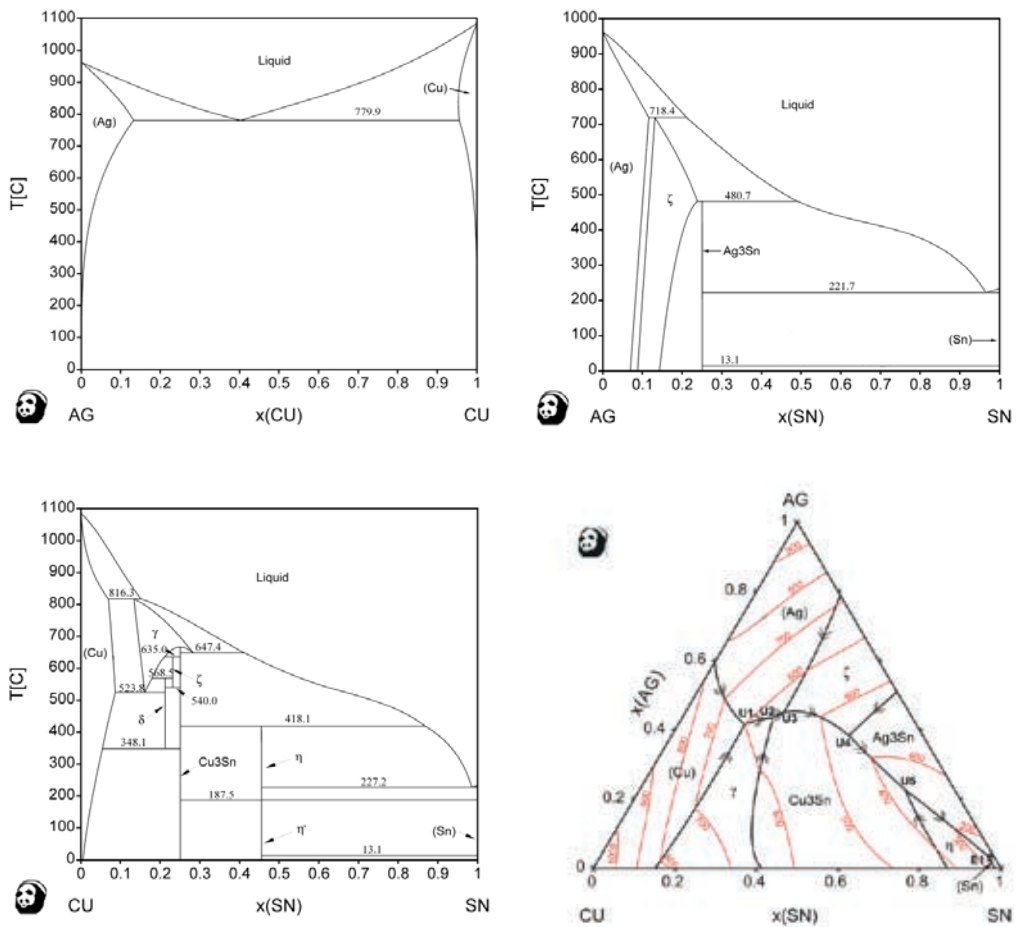 T[C]
1100
1000
900
800
700
600
500
400
300
200
100
0
Liquid
(Cu)
779.9
(Ag)
0 0.1 0.2 0.3 0.4 0.5 0.6 0.7 0.8 0.9 1
AG x(CU) CU
T[C]
1000
900
800
700
600
500
400
300
200
100
0
Liquid
718.4
(Ag)
ζ
480.7
Ag3Sn
221.7
(Sn)
13.1
0 0.1 0.2 0.3 0.4 0.5 0.6 0.7 0.8 0.9 1
AG x(SN) SN
T[C]
1100
1000
900
800
700
600
500
400
300
200
100
0
Liquid
816.3
γ
(Cu)
635.0 647.4
568.5 ζ
523.8 540.0
δ
418.1
348.1
Cu3Sn η
227.2
187.5
(Sn)
η'
13.1
0 0.1 0.2 0.3 0.4 0.5 0.6 0.7 0.8 0.9 1
CU x(SN) SN
AG
1
0.8
(Ag)
0.6
ζ
x(AG)
U1 U2 U3
0.4
U4 Ag3Sn
(Cu)
U5
γ
0.2
Cu3Sn
η
0
(Sn)
0 0.2 0.4 0.6 0.8 1
CU x(SN) SN